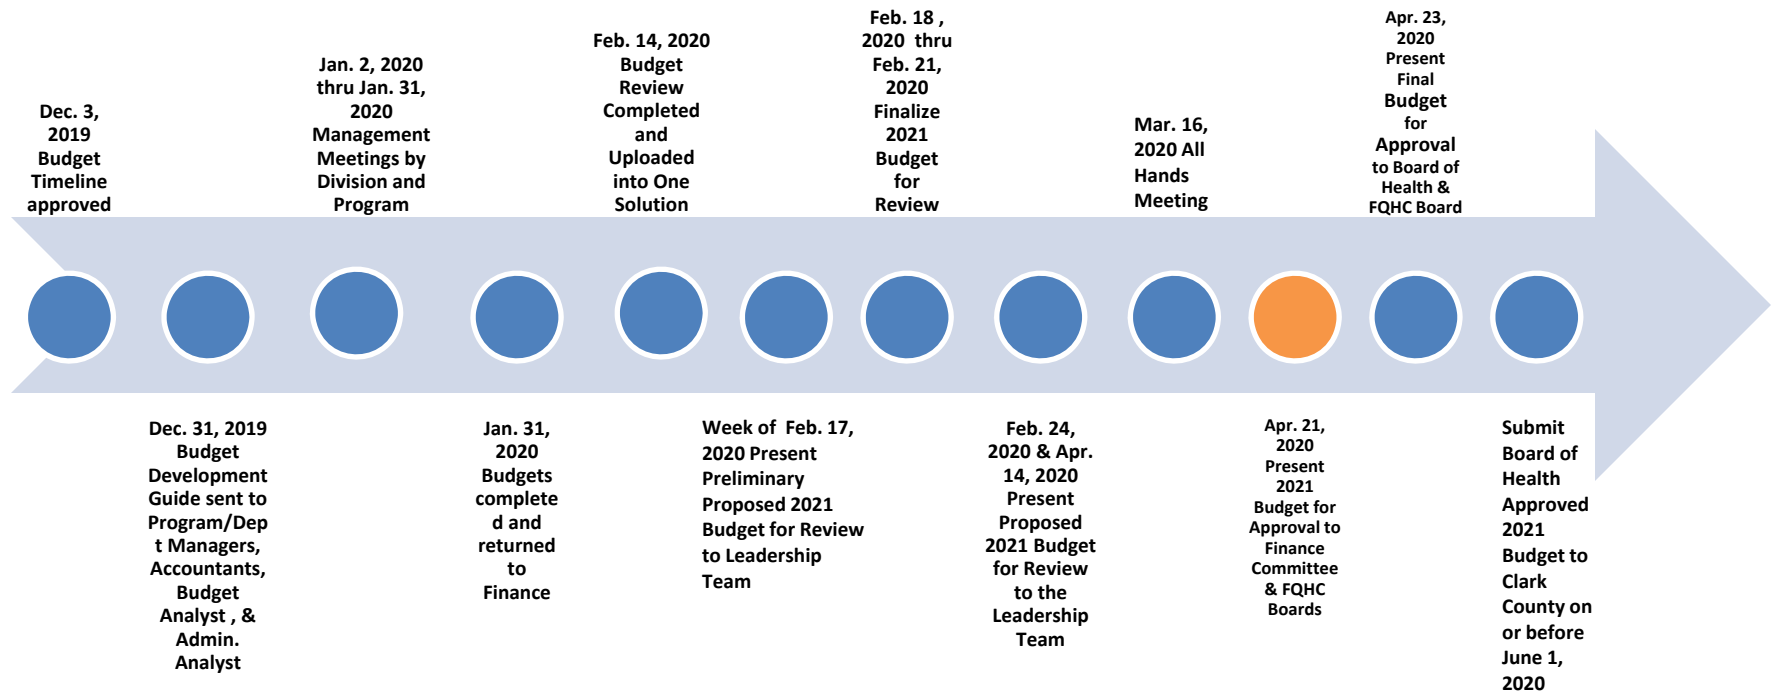 Dec. 3,
2019
Budget
Timeline
approved
Jan. 2, 2020
thru Jan. 31,
2020
Management
Meetings by
Division and
Program
Feb. 14, 2020
Budget
Review
Completed
and
Uploaded
into One
Solution
Feb. 18 ,
2020 thru
Feb. 21,
2020
Finalize
2021
Budget
for
Review
Mar. 16,
2020 All
Hands
Meeting
Apr. 23,
2020
Present
Final
Budget
for
Approval
to Board of
Health &
FQHC Board
Dec. 31, 2019
Budget
Development
Guide sent to
Program/Dep
t Managers,
Accountants,
Budget
Analyst , &
Admin.
Analyst
Jan. 31,
2020
Budgets
complete
d and
returned
to
Finance
Week of Feb. 17,
2020 Present
Preliminary
Proposed 2021
Budget for Review
to Leadership
Team
Feb. 24,
2020 & Apr.
14, 2020
Present
Proposed
2021 Budget
for Review
to the
Leadership
Team
Apr. 21,
2020
Present
2021
Budget for
Approval to
Finance
Committee
& FQHC
Boards
Submit
Board of
Health
Approved
2021
Budget to
Clark
County on
or before
June 1,
2020